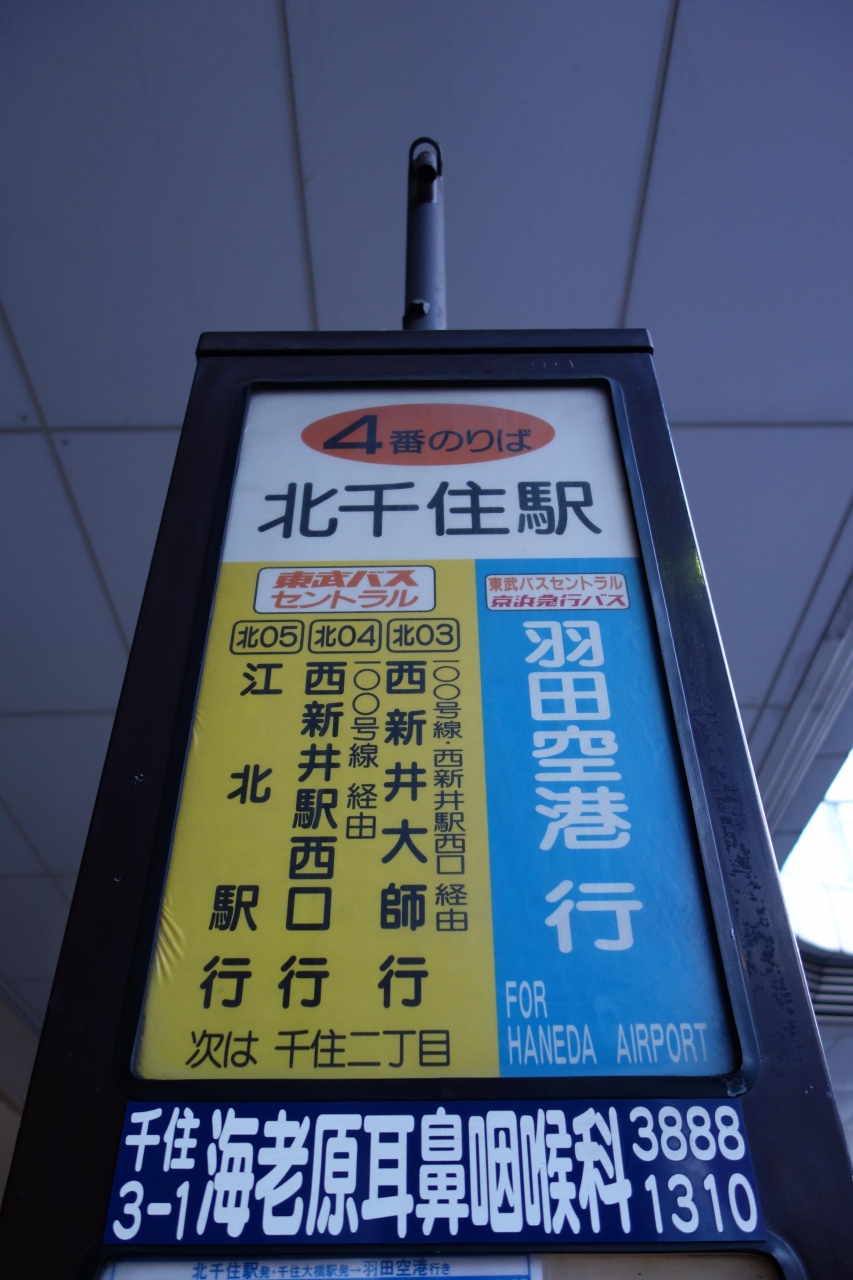 4番のりば
北千住駅
東武バス
セントラル
北03
一〇〇号線・西新井駅西口 経由
西新井大師行
北04
一〇〇号線 経由
西新井駅西口行
北05
江北駅行
次は 千住二丁目
東武バスセントラル
京浜急行バス
羽田空港 行
FOR
HANEDA AIRPORT
千住
3-1
海老原耳鼻咽喉科
3888
1310
北千住駅発・千住大橋駅発→羽田空港行き